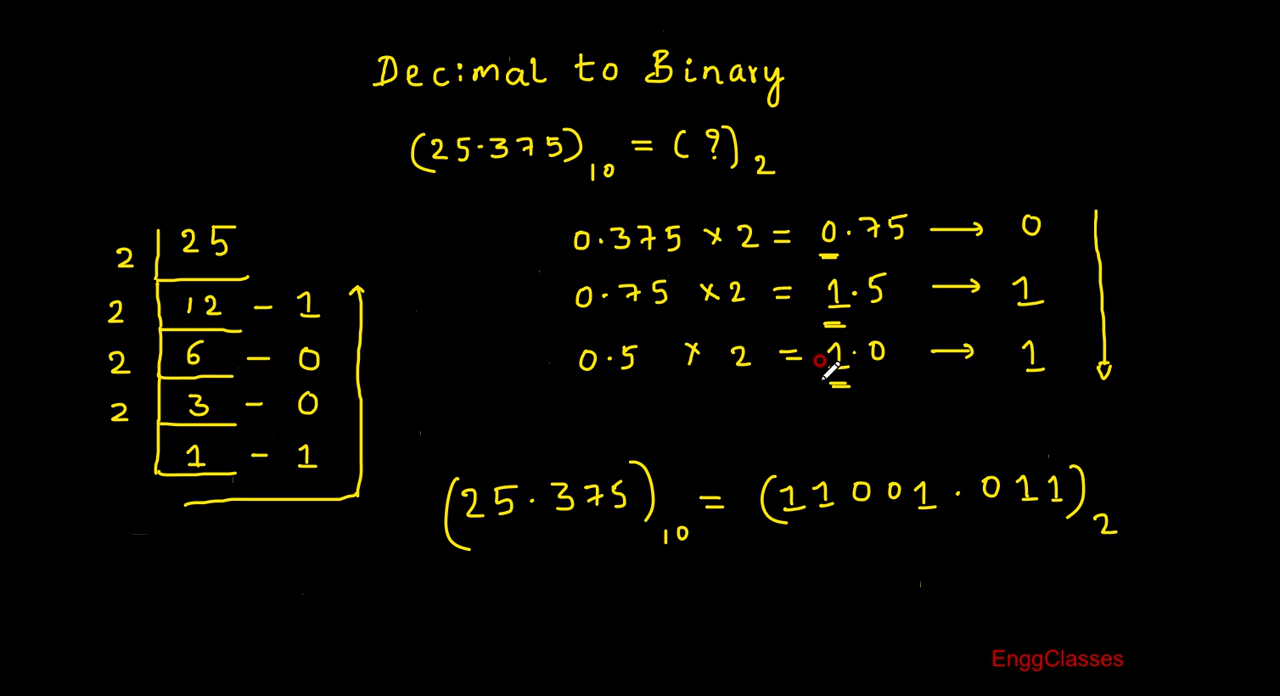 Decimal to Binary
(25.375)10 = (?)2
2 | 25
2 | 12 - 1
2 | 6 - 0
2 | 3 - 0
1 - 1
0.375 × 2 = 0.75 → 0
0.75 × 2 = 1.5 → 1
0.5 × 2 = 1.0 → 1
(25.375)10 = (11001.011)2
EnggClasses